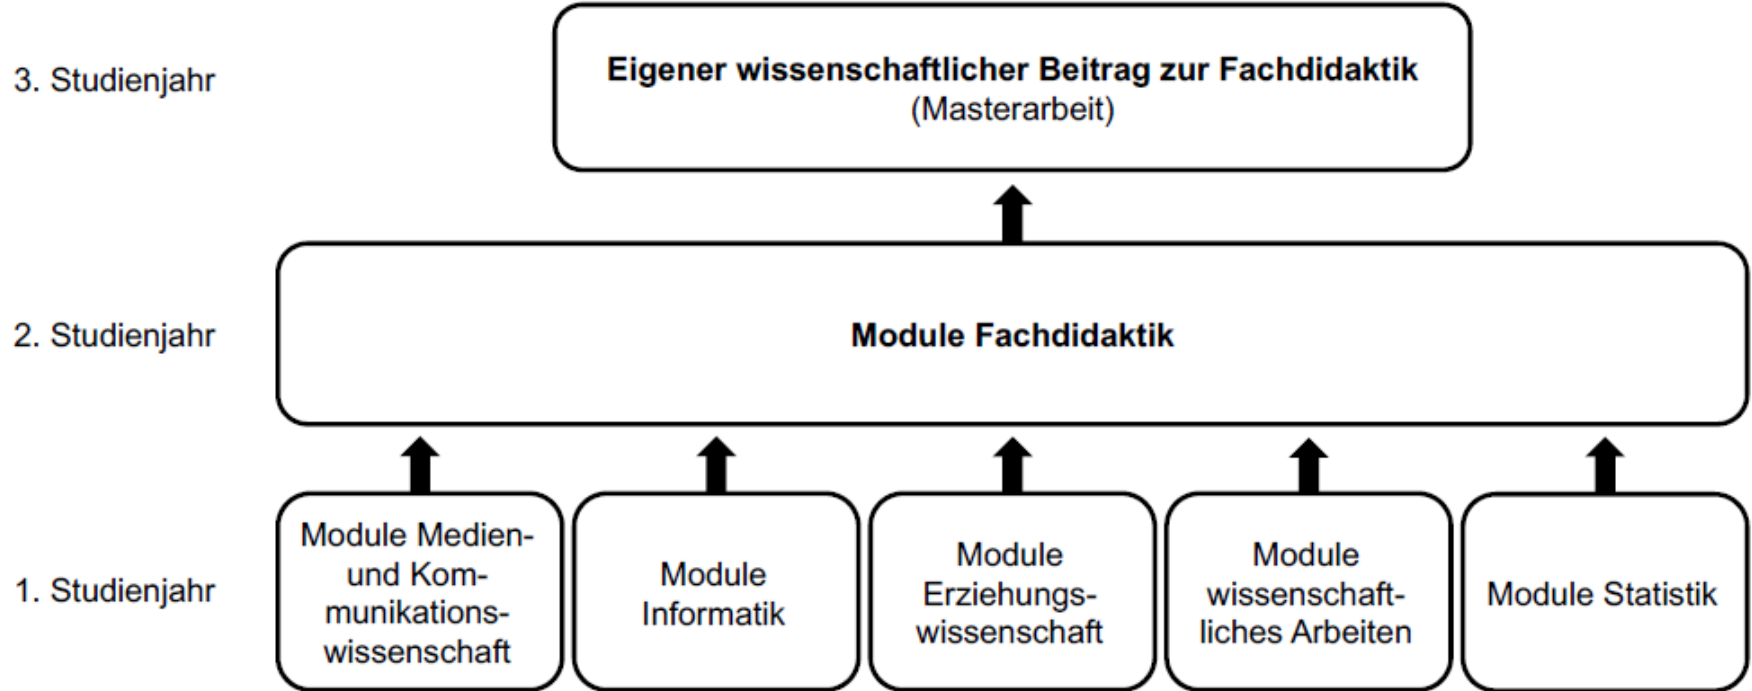 3. Studienjahr
Eigener wissenschaftlicher Beitrag zur Fachdidaktik
(Masterarbeit)
2. Studienjahr
Module Fachdidaktik
1. Studienjahr
Module Medien-
und Kom-
munikations-
wissenschaft
Module
Informatik
Module
Erziehungs-
wissenschaft
Module
wissenschaft-
liches Arbeiten
Module Statistik